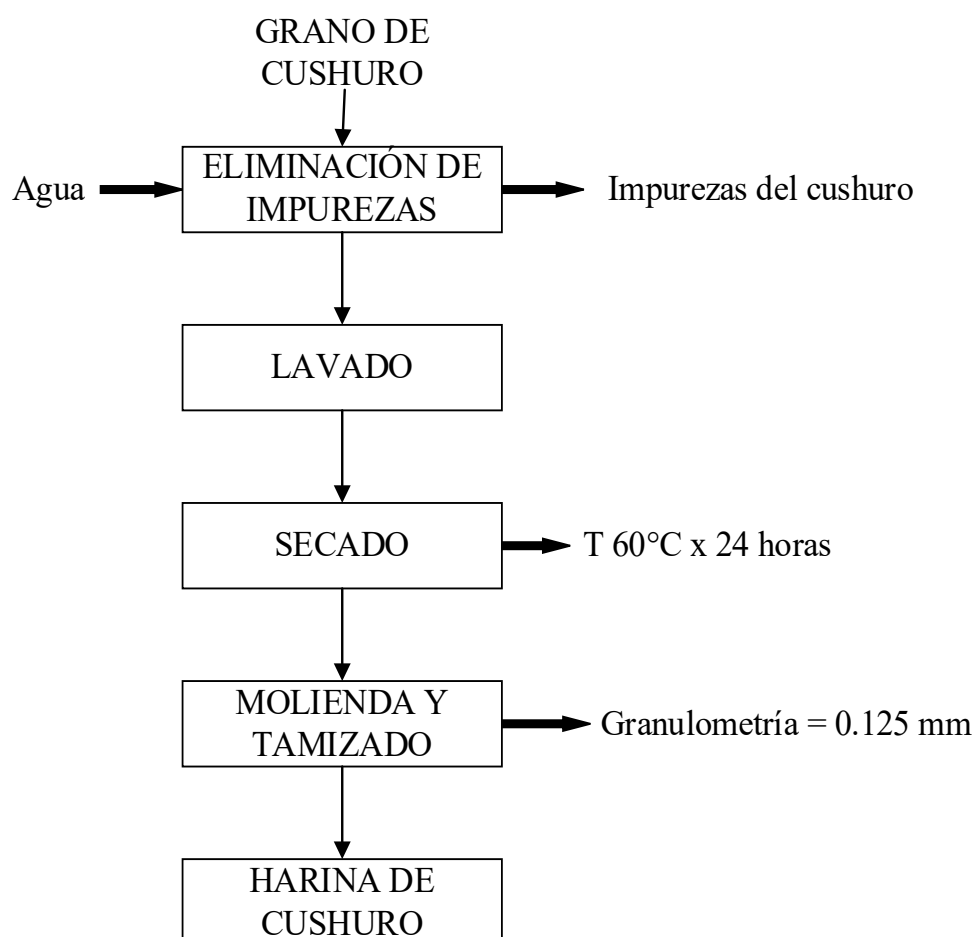 GRANO DE
CUSHURO
Agua
ELIMINACIÓN DE
IMPUREZAS
Impurezas del cushuro
LAVADO
SECADO
T 60°C x 24 horas
MOLIENDA Y
TAMIZADO
Granulometría = 0.125 mm
HARINA DE
CUSHURO